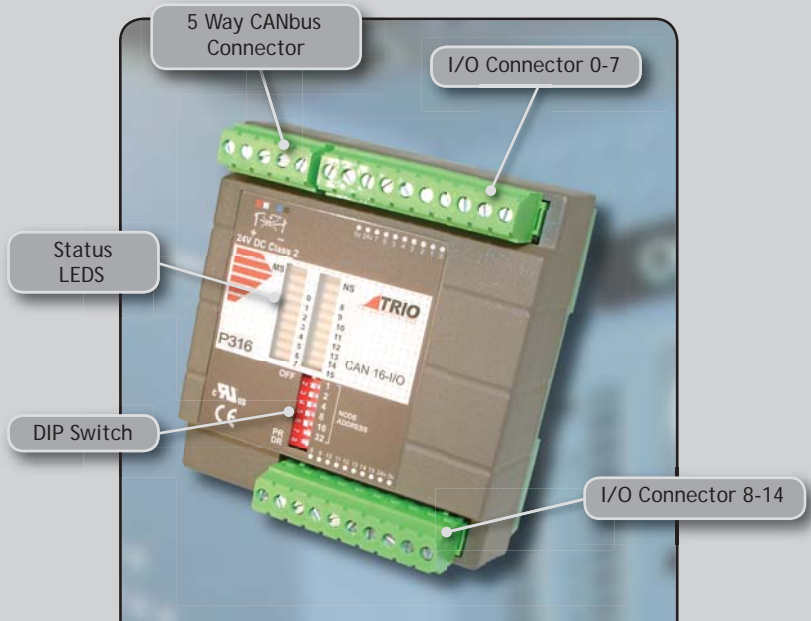 5 Way CANbus
Connector
I/O Connector 0-7
Status
LEDS
24V DC Class 2
MS
NS
0
1
2
3
4
5
6
7
8
9
10
11
12
13
14
15
TRIO
P316
CAN 16-I/O
OFF
1
2
4
8
16
32
NODE
ADDRESS
PR
DR
DIP Switch
I/O Connector 8-14